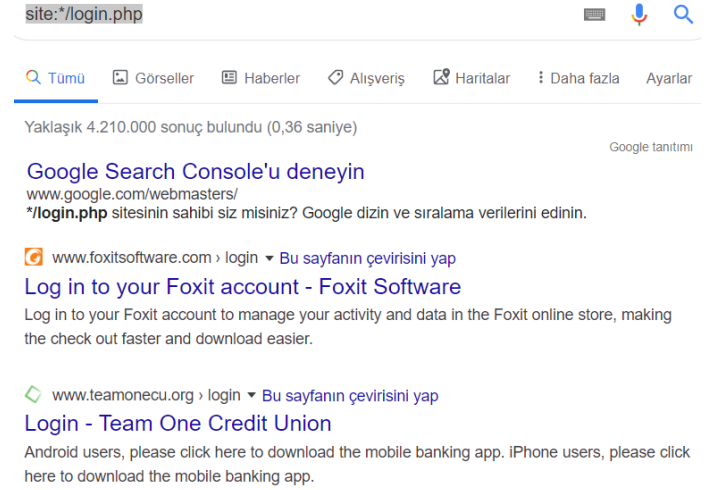 site:*/login.php
Tümü Görseller Haberler Alışveriş Haritalar Daha fazla Ayarlar
Yaklaşık 4.210.000 sonuç bulundu (0,36 saniye)
Google tanıtımı
Google Search Console'u deneyin
www.google.com/webmasters/
*/login.php sitesinin sahibi siz misiniz? Google dizin ve sıralama verilerini edinin.
www.foxitsoftware.com › login ▼ Bu sayfanın çevirisini yap
Log in to your Foxit account - Foxit Software
Log in to your Foxit account to manage your activity and data in the Foxit online store, making
the check out faster and download easier.
www.teamonecu.org › login ▼ Bu sayfanın çevirisini yap
Login - Team One Credit Union
Android users, please click here to download the mobile banking app. iPhone users, please click
here to download the mobile banking app.